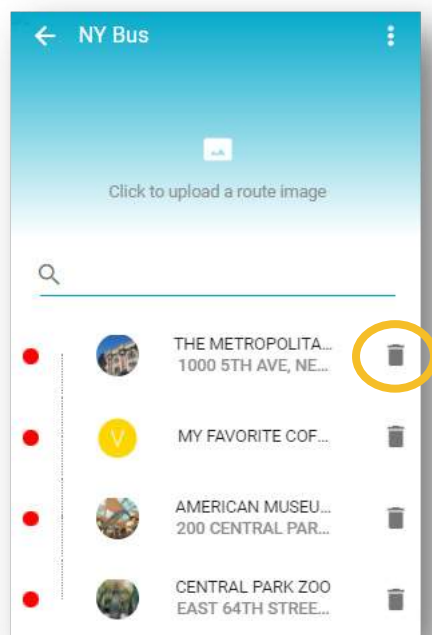 NY Bus
Click to upload a route image
THE METROPOLITA...
1000 5TH AVE, NE...
V
MY FAVORITE COF...
AMERICAN MUSEU...
200 CENTRAL PAR...
CENTRAL PARK ZOO
EAST 64TH STREE...